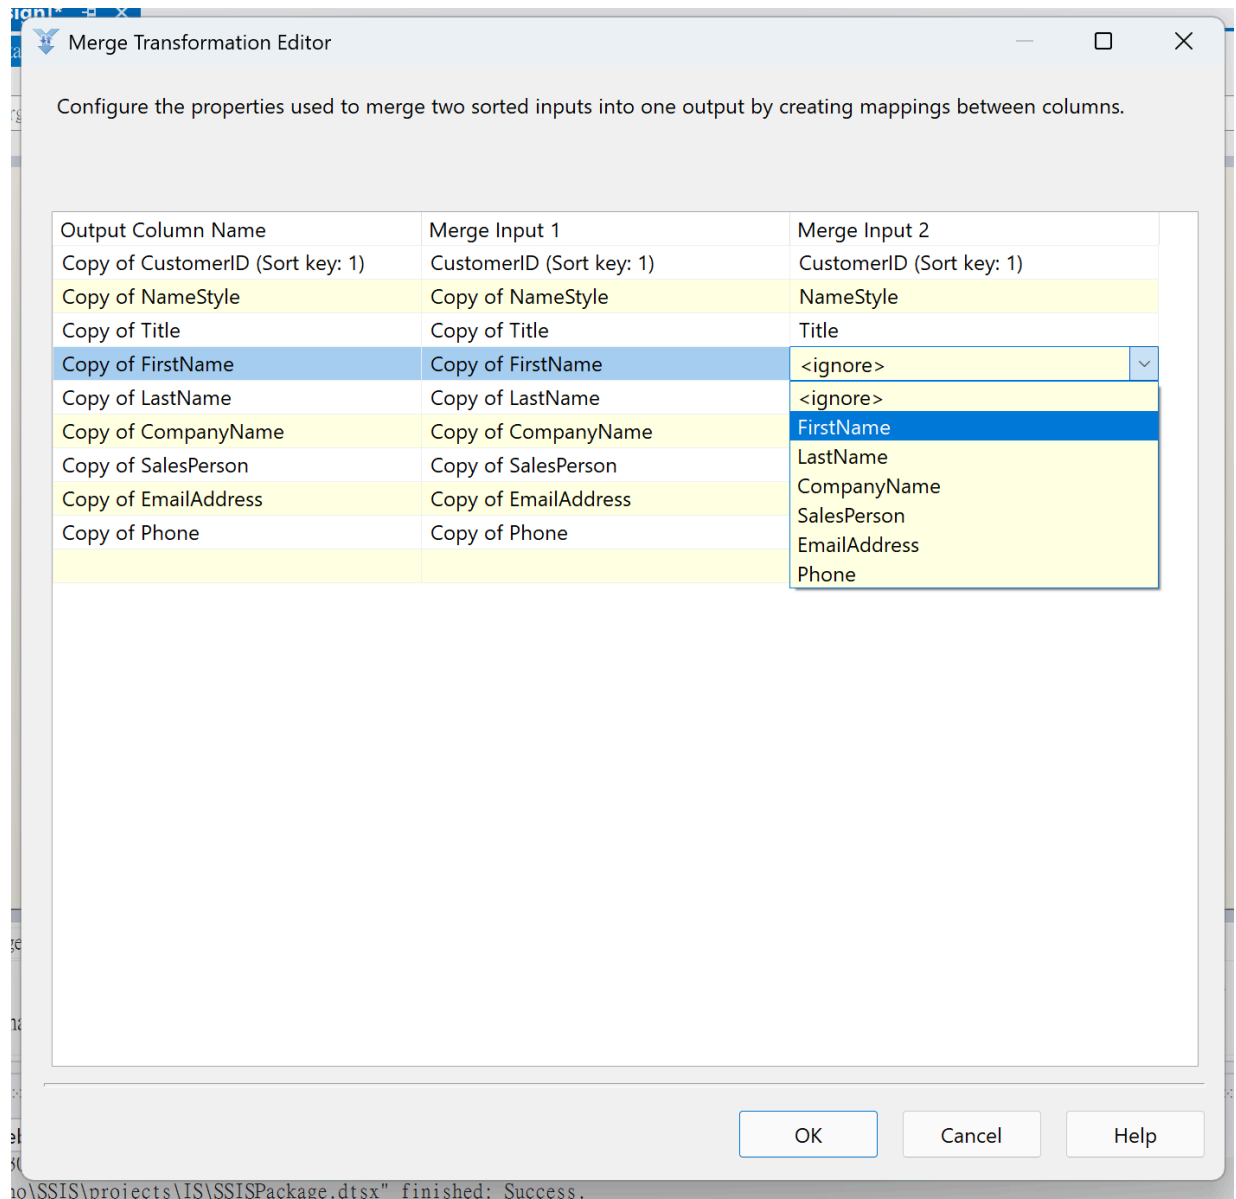 Merge Transformation Editor
Configure the properties used to merge two sorted inputs into one output by creating mappings between columns.
Output Column Name Merge Input 1 Merge Input 2
Copy of CustomerID (Sort key: 1) CustomerID (Sort key: 1) CustomerID (Sort key: 1)
Copy of NameStyle Copy of NameStyle NameStyle
Copy of Title Copy of Title Title
Copy of FirstName Copy of FirstName <ignore>
Copy of LastName Copy of LastName <ignore>
FirstName
Copy of CompanyName Copy of CompanyName
LastName
Copy of SalesPerson Copy of SalesPerson
CompanyName
Copy of EmailAddress Copy of EmailAddress
SalesPerson
Copy of Phone Copy of Phone
EmailAddress
Phone
OK Cancel Help
\SSIS\projects\IS\SSISPackage.dtsx" finished: Success.